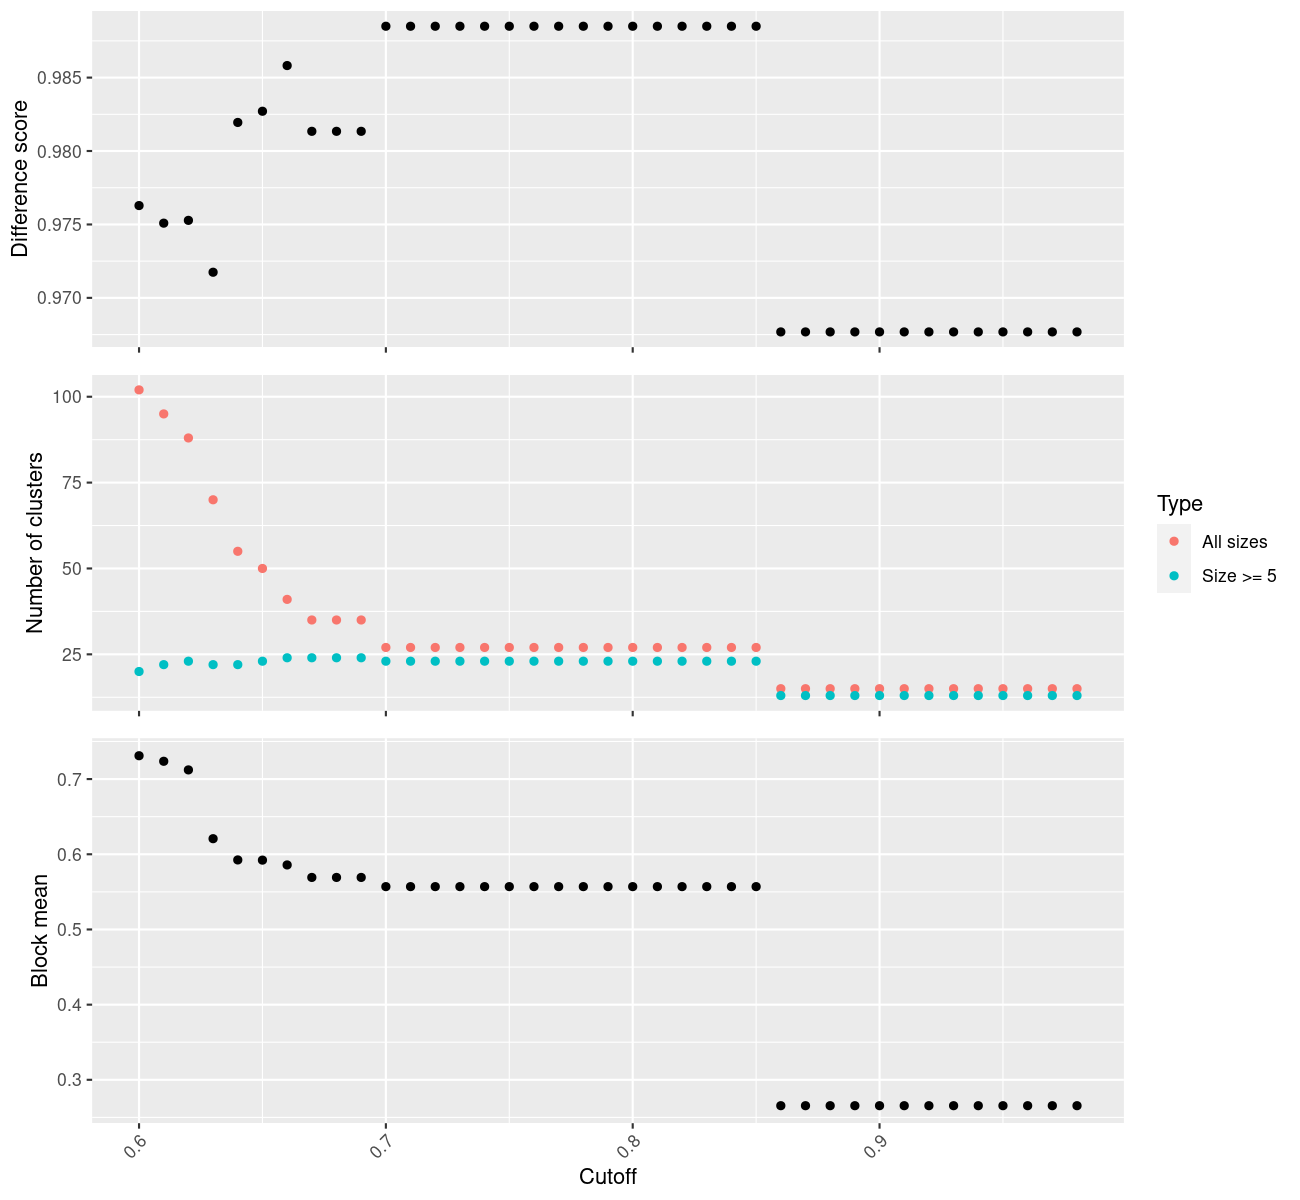 Difference score
0.985
0.980
0.975
0.970
Number of clusters
100
75
50
25
Type
All sizes
Size >= 5
Block mean
0.7
0.6
0.5
0.4
0.3
0.6 0.7 0.8 0.9
Cutoff